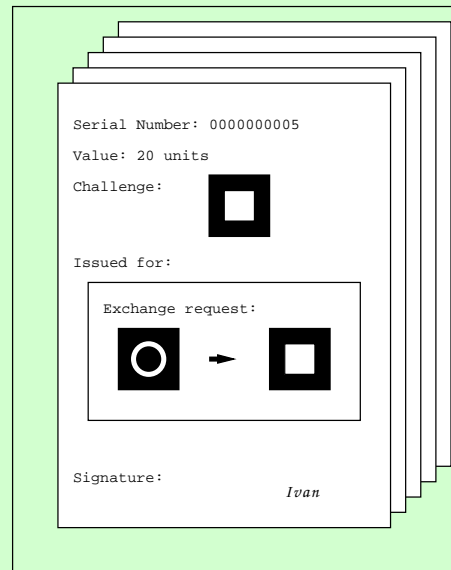 Serial Number: 0000000005
Value: 20 units
Challenge:
Issued for:
Exchange request:
Signature:
Ivan